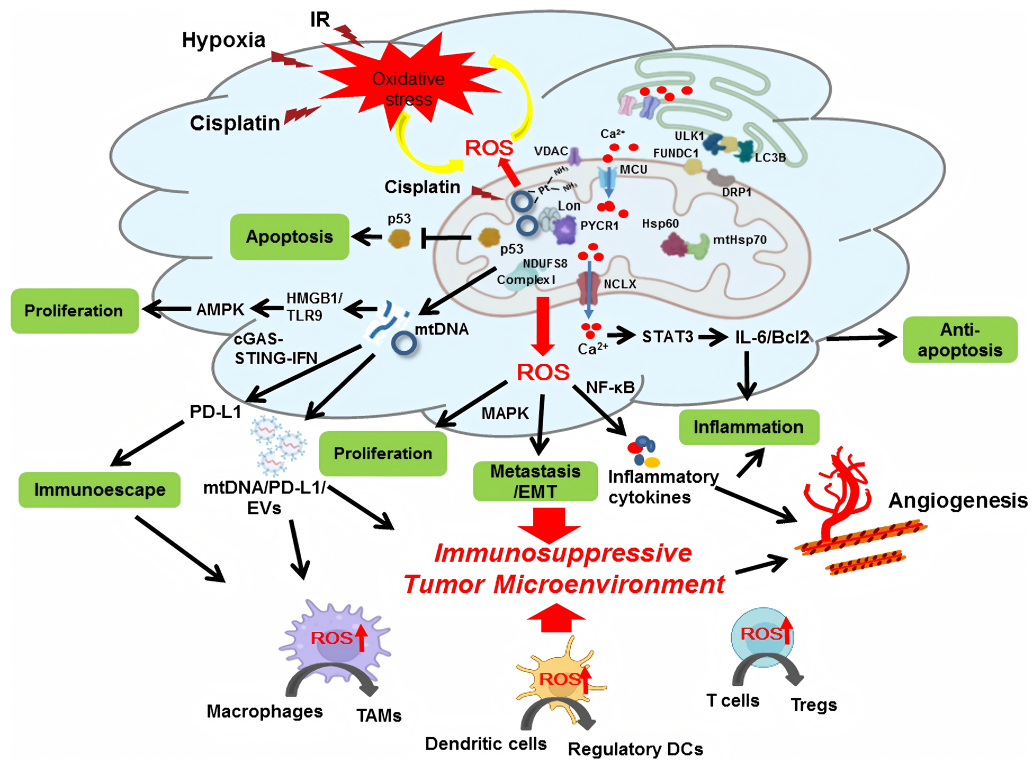 IR
Hypoxia
Cisplatin
Oxidative
stress
ROS
Cisplatin
Pt
NH₃
NH₃
VDAC
Ca²⁺
MCU
ULK1
FUNDC1
LC3B
DRP1
Lon
PYCR1
Hsp60
mtHsp70
p53
p53
Apoptosis
NDUFS8
Complex I
NCLX
Proliferation
AMPK
HMGB1/
TLR9
mtDNA
cGAS-
STING-IFN
Ca²⁺
STAT3
IL-6/Bcl2
Anti-
apoptosis
ROS
NF-κB
MAPK
PD-L1
Proliferation
Inflammation
Immunoescape
mtDNA/PD-L1/
EVs
Metastasis
/EMT
Inflammatory
cytokines
Angiogenesis
Immunosuppressive
Tumor Microenvironment
ROS
Macrophages
TAMs
ROS
Dendritic cells
Regulatory DCs
ROS
T cells
Tregs